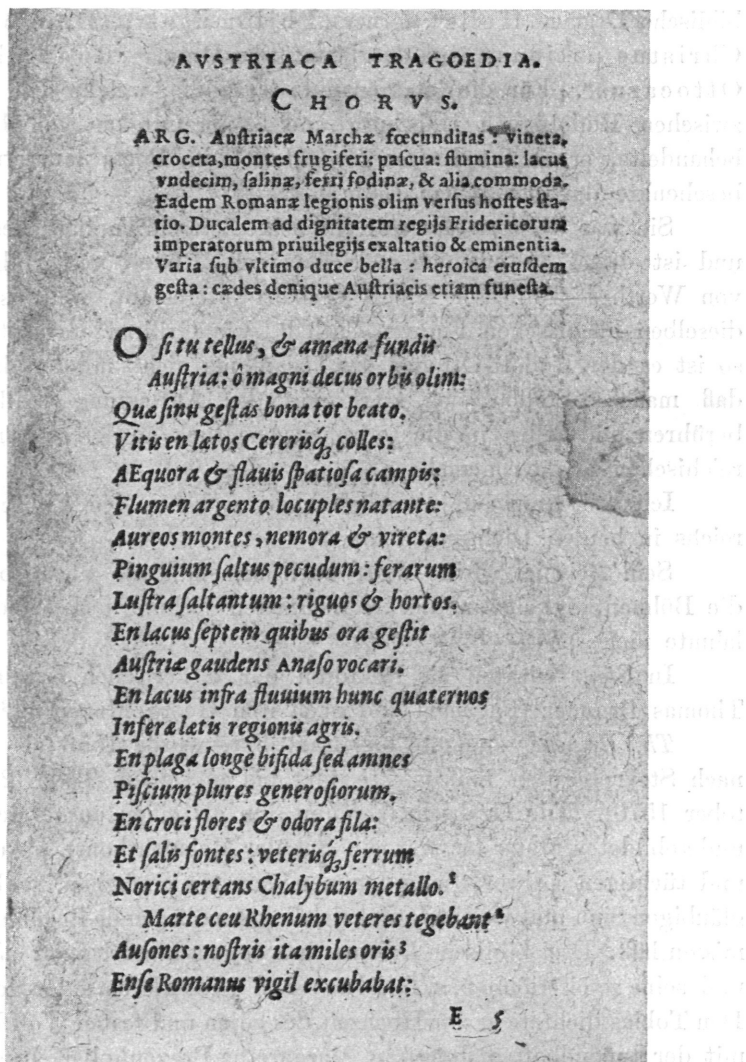 AVSTRIACA TRAGOEDIA.
CHORVS.
ARG. Auſtriacæ Marchæ fœcunditas: vineta,
croceta, montes frugiferi: paſcua: flumina: lacus
vndecim, ſalinæ, ferri fodinæ, & alia commoda.
Eadem Romanæ legionis olim verſus hoſtes ſta-
tio. Ducalem ad dignitatem regijs Fridericorum
imperatorum priuilegijs exaltatio & eminentia.
Varia ſub vltimo duce bella : heroica eiuſdem
geſta : cædes denique Auſtriacis etiam funeſta.
O ſi tu tellus, & amœna fundis
Auſtria: ô magni decus orbis olim:
Quæ ſinu geſtas bona tot beato.
Vitis en lætos Cererisq́ꝫ colles:
AEquora & flauis ſpatioſa campis:
Flumen argento locuples natante:
Aureos montes, nemora & vireta:
Pinguium ſaltus pecudum : ferarum
Luſtra ſaltantum : riguos & hortos.
En lacus ſeptem quibus ora geſtit
Auſtriæ gaudens Anaſo vocari.
En lacus infra fluuium hunc quaternos
Inferæ lætis regionis agris.
En plaga longè bifida ſed amnes
Piſcium plures generoſiorum.
En croci flores & odora fila:
Et ſalis fontes : veterisq́ꝫ ferrum
Norici certans Chalybum metallo.¹
Marte ceu Rhenum veteres tegebant²
Auſones : noſtris ita miles oris³
Enſe Romanus vigil excubabat:
E 5